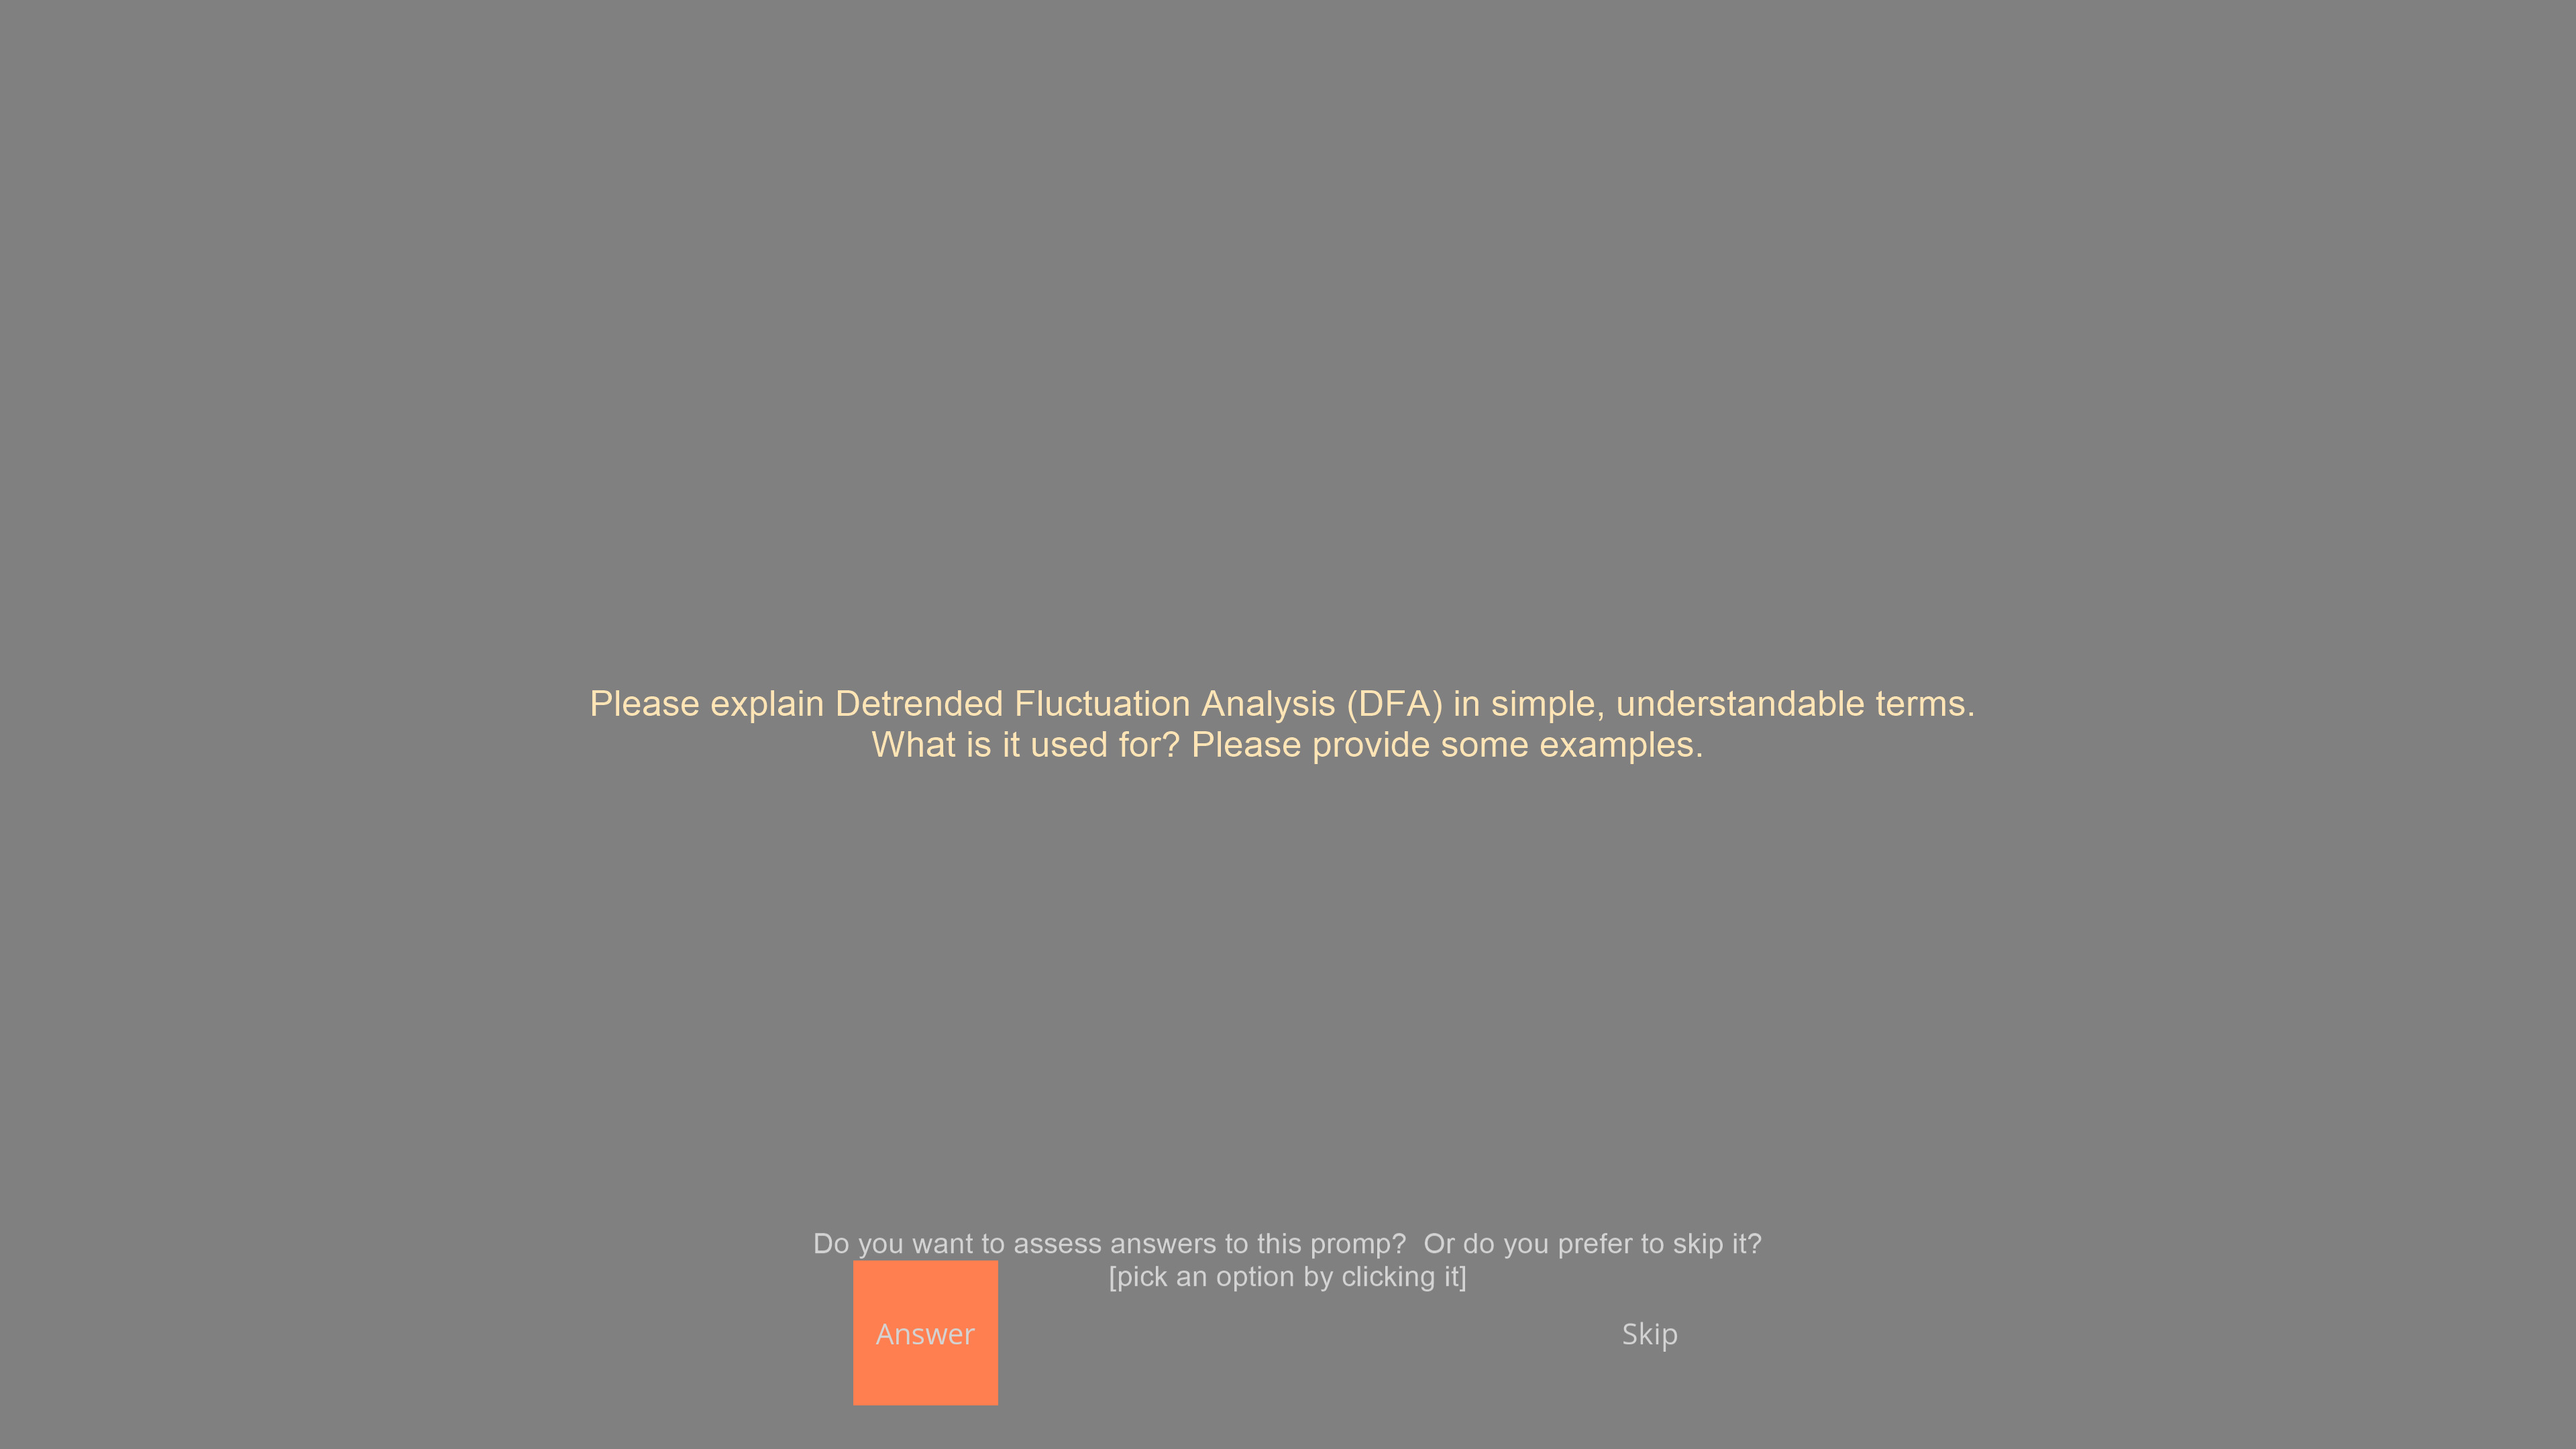 Please explain Detrended Fluctuation Analysis (DFA) in simple, understandable terms.
What is it used for? Please provide some examples.
Do you want to assess answers to this promp?  Or do you prefer to skip it?
[pick an option by clicking it]
Answer
Skip